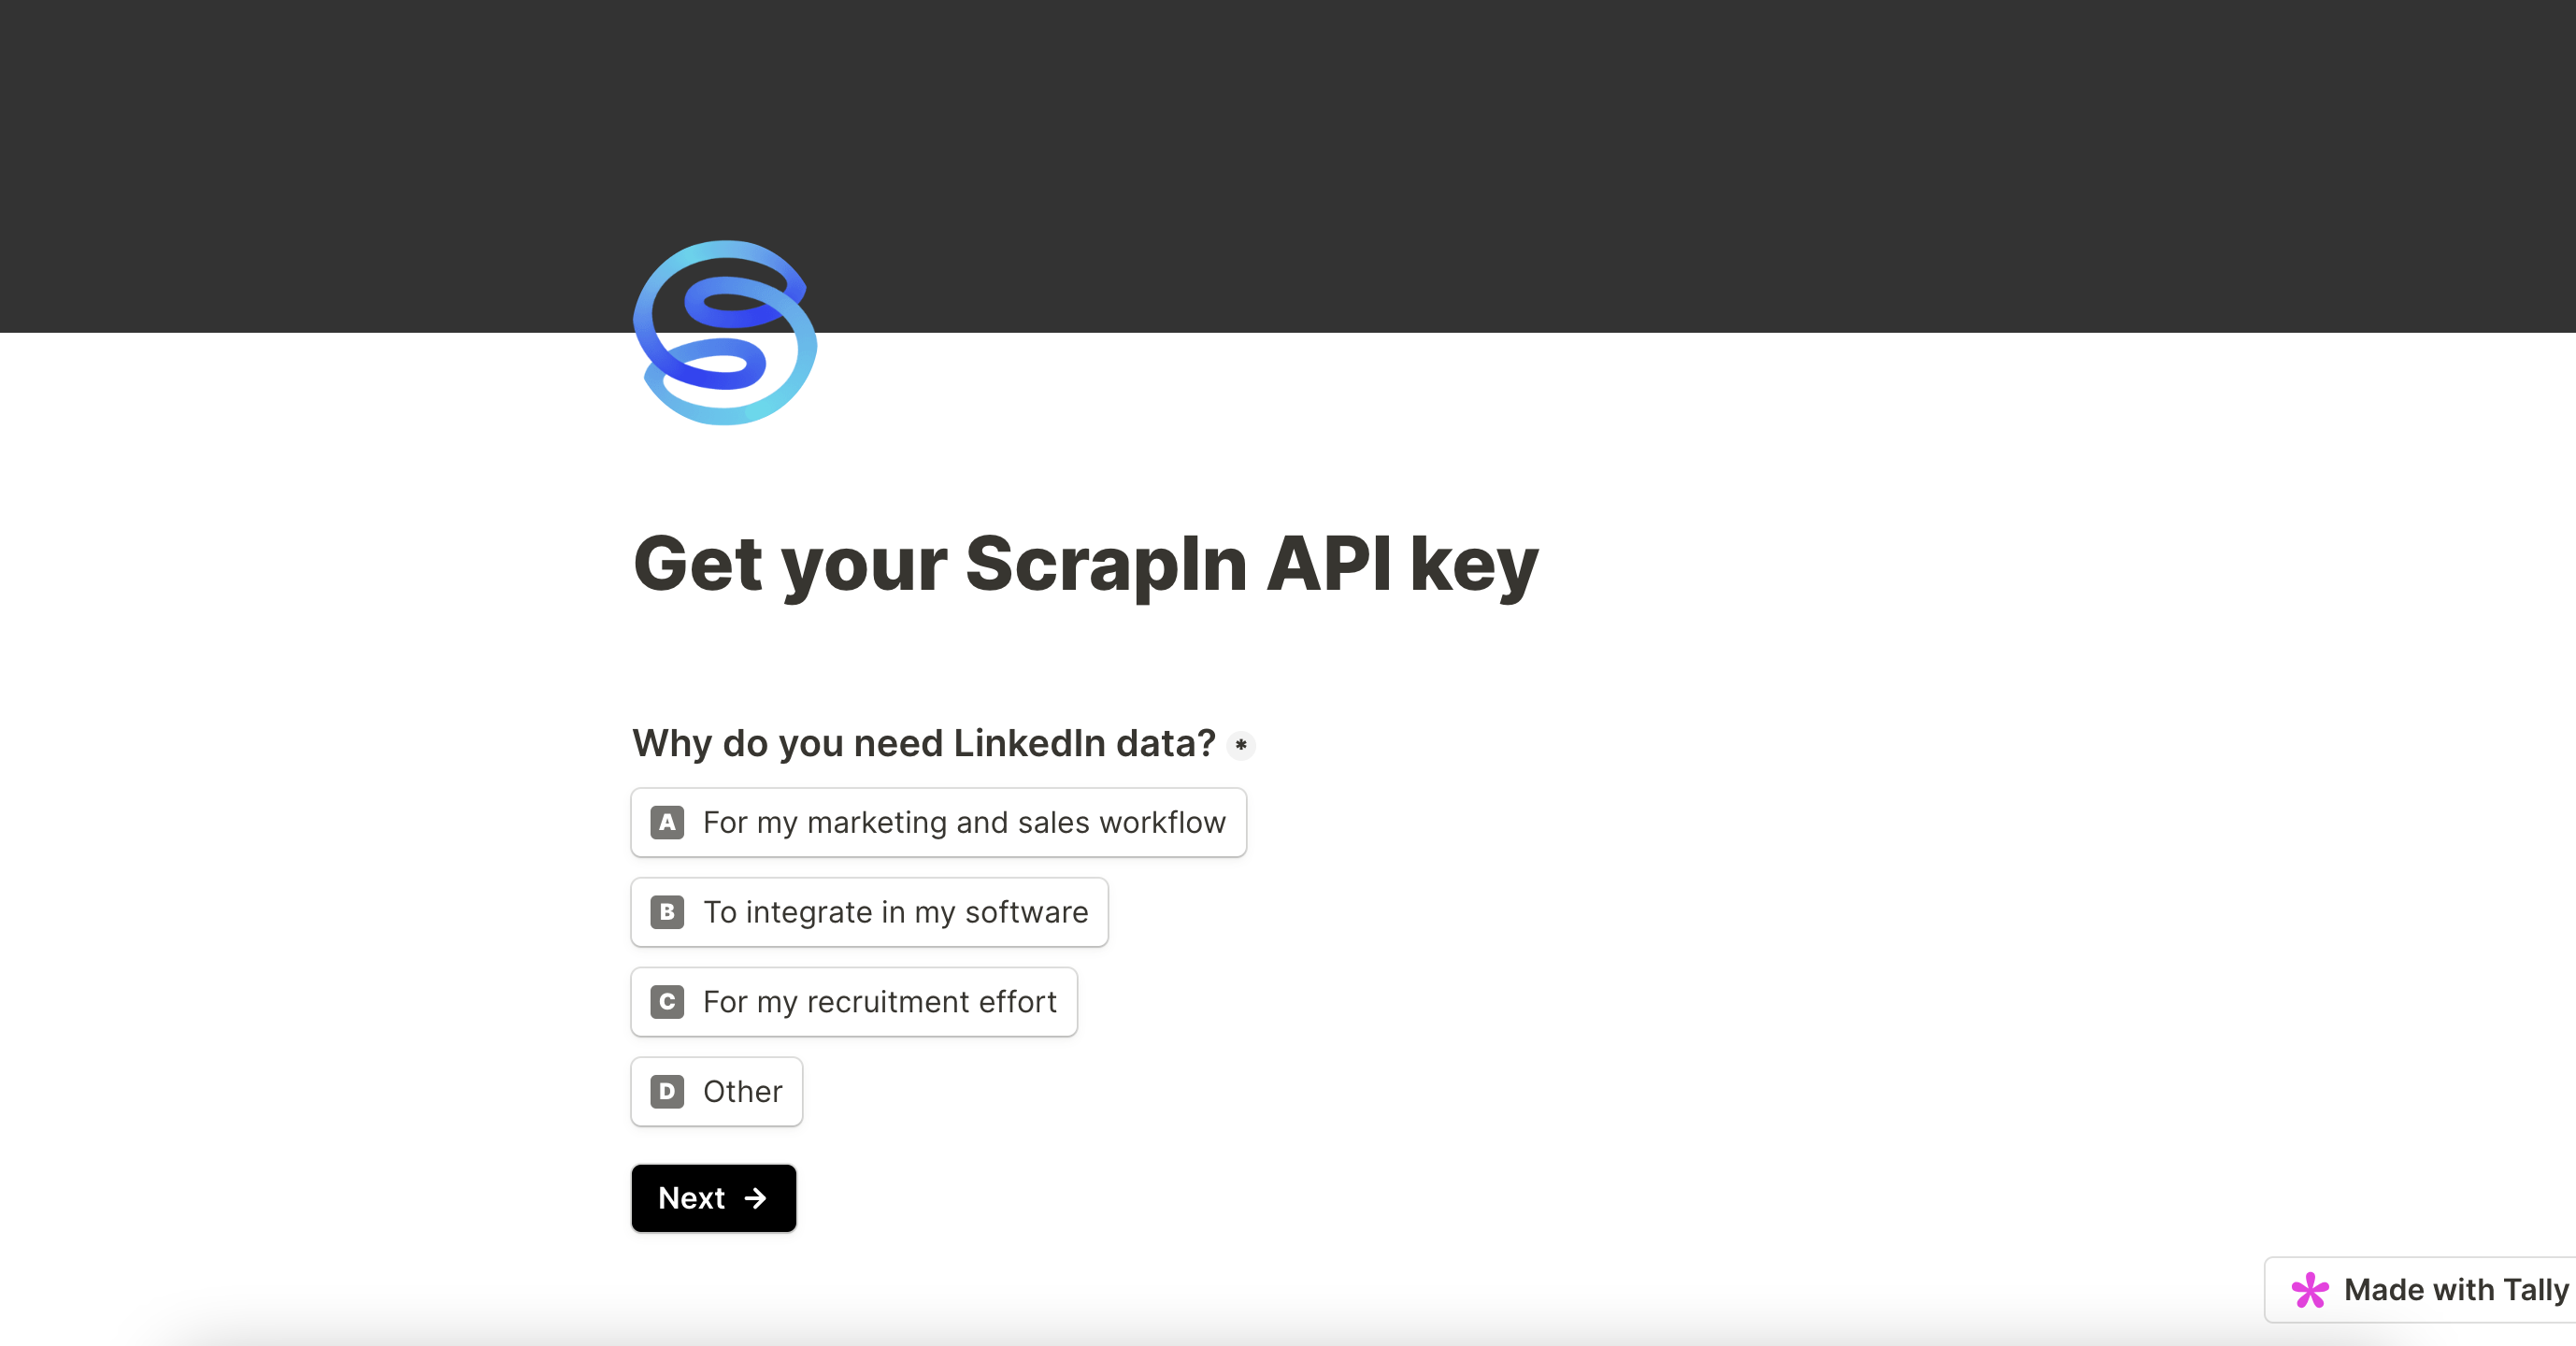 Get your ScrapIn API key
Why do you need LinkedIn data? *
A For my marketing and sales workflow
B To integrate in my software
C For my recruitment effort
D Other
Next →
Made with Tally